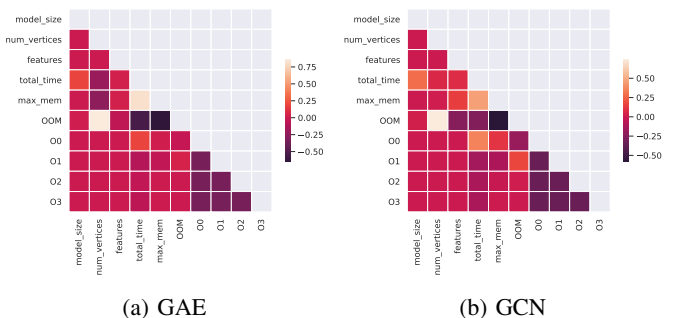 model_size
num_vertices
features
total_time
max_mem
OOM
O0
O1
O2
O3
model_size
num_vertices
features
total_time
max_mem
OOM
O0
O1
O2
O3
0.75
0.50
0.25
0.00
−0.25
−0.50
(a) GAE
model_size
num_vertices
features
total_time
max_mem
OOM
O0
O1
O2
O3
model_size
num_vertices
features
total_time
max_mem
OOM
O0
O1
O2
O3
0.50
0.25
0.00
−0.25
−0.50
(b) GCN